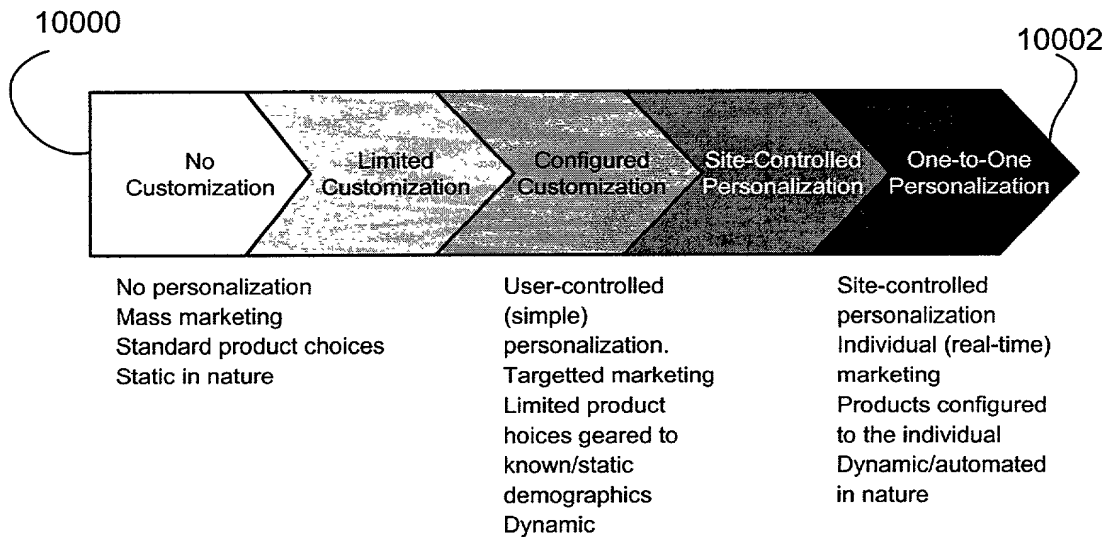 10000
10002
No
Customization
Limited
Customization
Configured
Customization
Site-Controlled
Personalization
One-to-One
Personalization
No personalization
Mass marketing
Standard product choices
Static in nature
User-controlled
(simple)
personalization.
Targetted marketing
Limited product
hoices geared to
known/static
demographics
Dynamic
Site-controlled
personalization
Individual (real-time)
marketing
Products configured
to the individual
Dynamic/automated
in nature